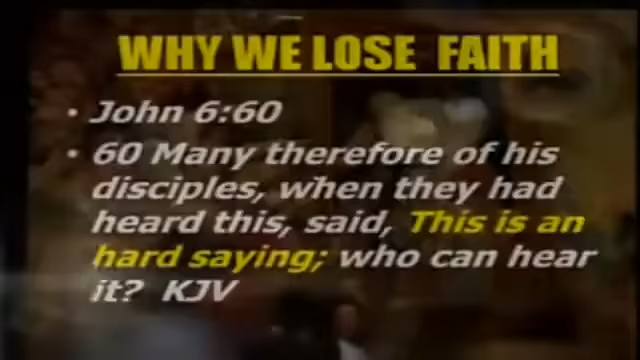 WHY WE LOSE FAITH
• John 6:60
• 60 Many therefore of his
disciples, when they had
heard this, said, This is an
hard saying; who can hear
it? KJV